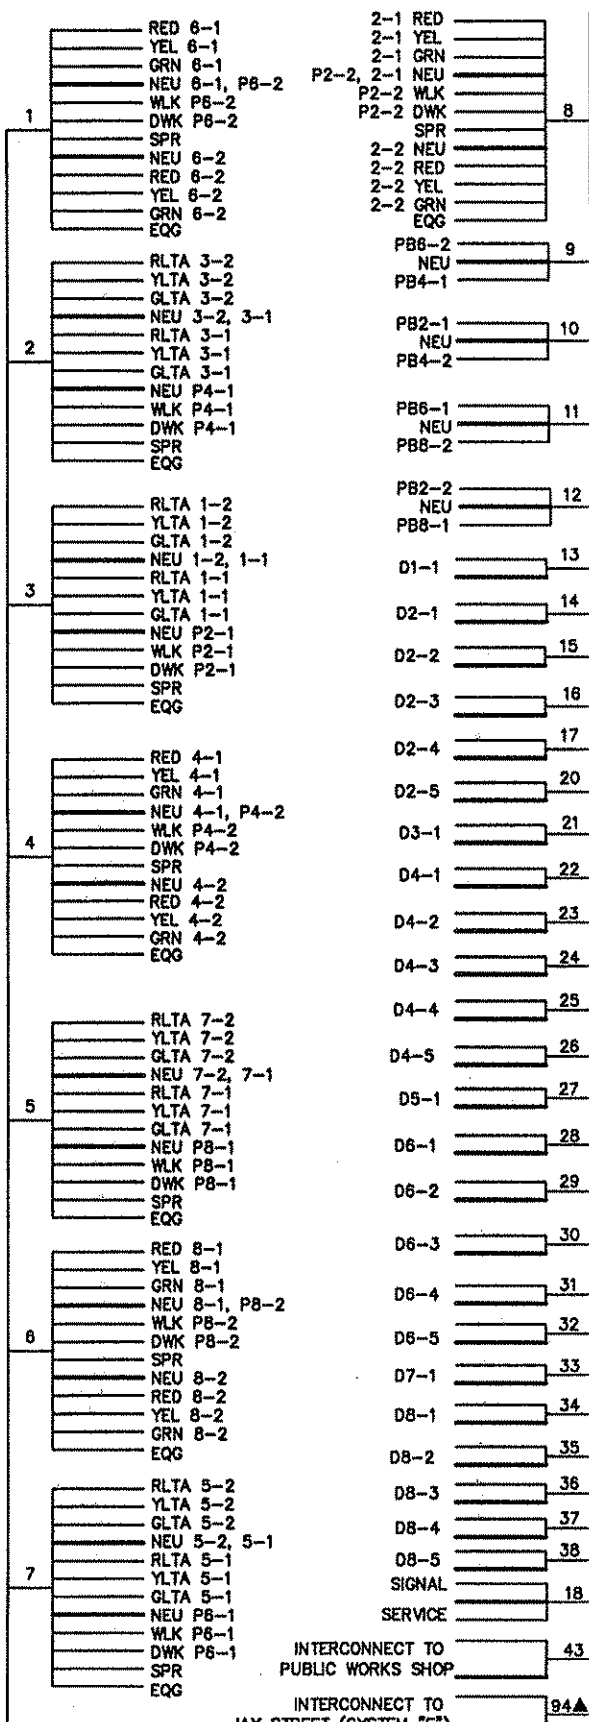 1
RED 6-1
YEL 6-1
GRN 6-1
NEU 6-1, P6-2
WLK P6-2
DWK P6-2
SPR
NEU 6-2
RED 6-2
YEL 6-2
GRN 6-2
EQG
2
RLTA 3-2
YLTA 3-2
GLTA 3-2
NEU 3-2, 3-1
RLTA 3-1
YLTA 3-1
GLTA 3-1
NEU P4-1
WLK P4-1
DWK P4-1
SPR
EQG
3
RLTA 1-2
YLTA 1-2
GLTA 1-2
NEU 1-2, 1-1
RLTA 1-1
YLTA 1-1
GLTA 1-1
NEU P2-1
WLK P2-1
DWK P2-1
SPR
EQG
4
RED 4-1
YEL 4-1
GRN 4-1
NEU 4-1, P4-2
WLK P4-2
DWK P4-2
SPR
NEU 4-2
RED 4-2
YEL 4-2
GRN 4-2
EQG
5
RLTA 7-2
YLTA 7-2
GLTA 7-2
NEU 7-2, 7-1
RLTA 7-1
YLTA 7-1
GLTA 7-1
NEU P8-1
WLK P8-1
DWK P8-1
SPR
EQG
6
RED 8-1
YEL 8-1
GRN 8-1
NEU 8-1, P8-2
WLK P8-2
DWK P8-2
SPR
NEU 8-2
RED 8-2
YEL 8-2
GRN 8-2
EQG
7
RLTA 5-2
YLTA 5-2
GLTA 5-2
NEU 5-2, 5-1
RLTA 5-1
YLTA 5-1
GLTA 5-1
NEU P6-1
WLK P6-1
DWK P6-1
SPR
EQG
2-1 RED
2-1 YEL
2-1 GRN
P2-2, 2-1 NEU
P2-2 WLK
P2-2 DWK
SPR
2-2 NEU
2-2 RED
2-2 YEL
2-2 GRN
EQG
8
PB6-2
NEU
PB4-1
9
PB2-1
NEU
PB4-2
10
PB6-1
NEU
PB8-2
11
PB2-2
NEU
PB8-1
12
D1-1 13
D2-1 14
D2-2 15
D2-3 16
D2-4 17
D2-5 20
D3-1 21
D4-1 22
D4-2 23
D4-3 24
D4-4 25
D4-5 26
D5-1 27
D6-1 28
D6-2 29
D6-3 30
D6-4 31
D6-5 32
D7-1 33
D8-1 34
D8-2 35
D8-3 36
D8-4 37
D8-5 38
SIGNAL
SERVICE
18
INTERCONNECT TO
PUBLIC WORKS SHOP
43
INTERCONNECT TO
94▲
STREET (SYSTEM "E")